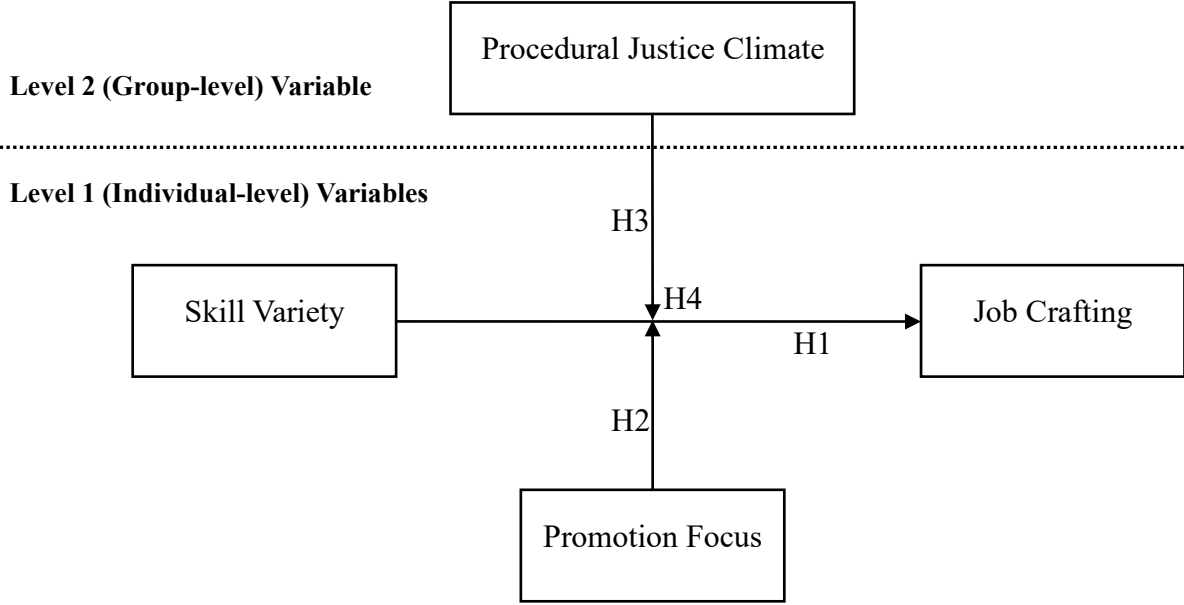 Procedural Justice Climate
Level 2 (Group-level) Variable
Level 1 (Individual-level) Variables
H3
H4
Skill Variety
Job Crafting
H1
H2
Promotion Focus